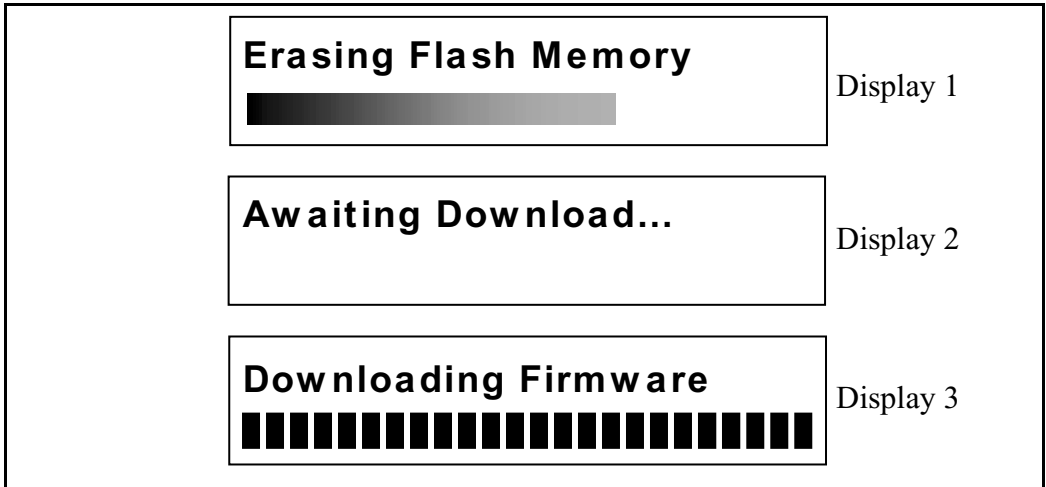 Erasing Flash Memory
Display 1
Awaiting Download...
Display 2
Downloading Firmware
Display 3